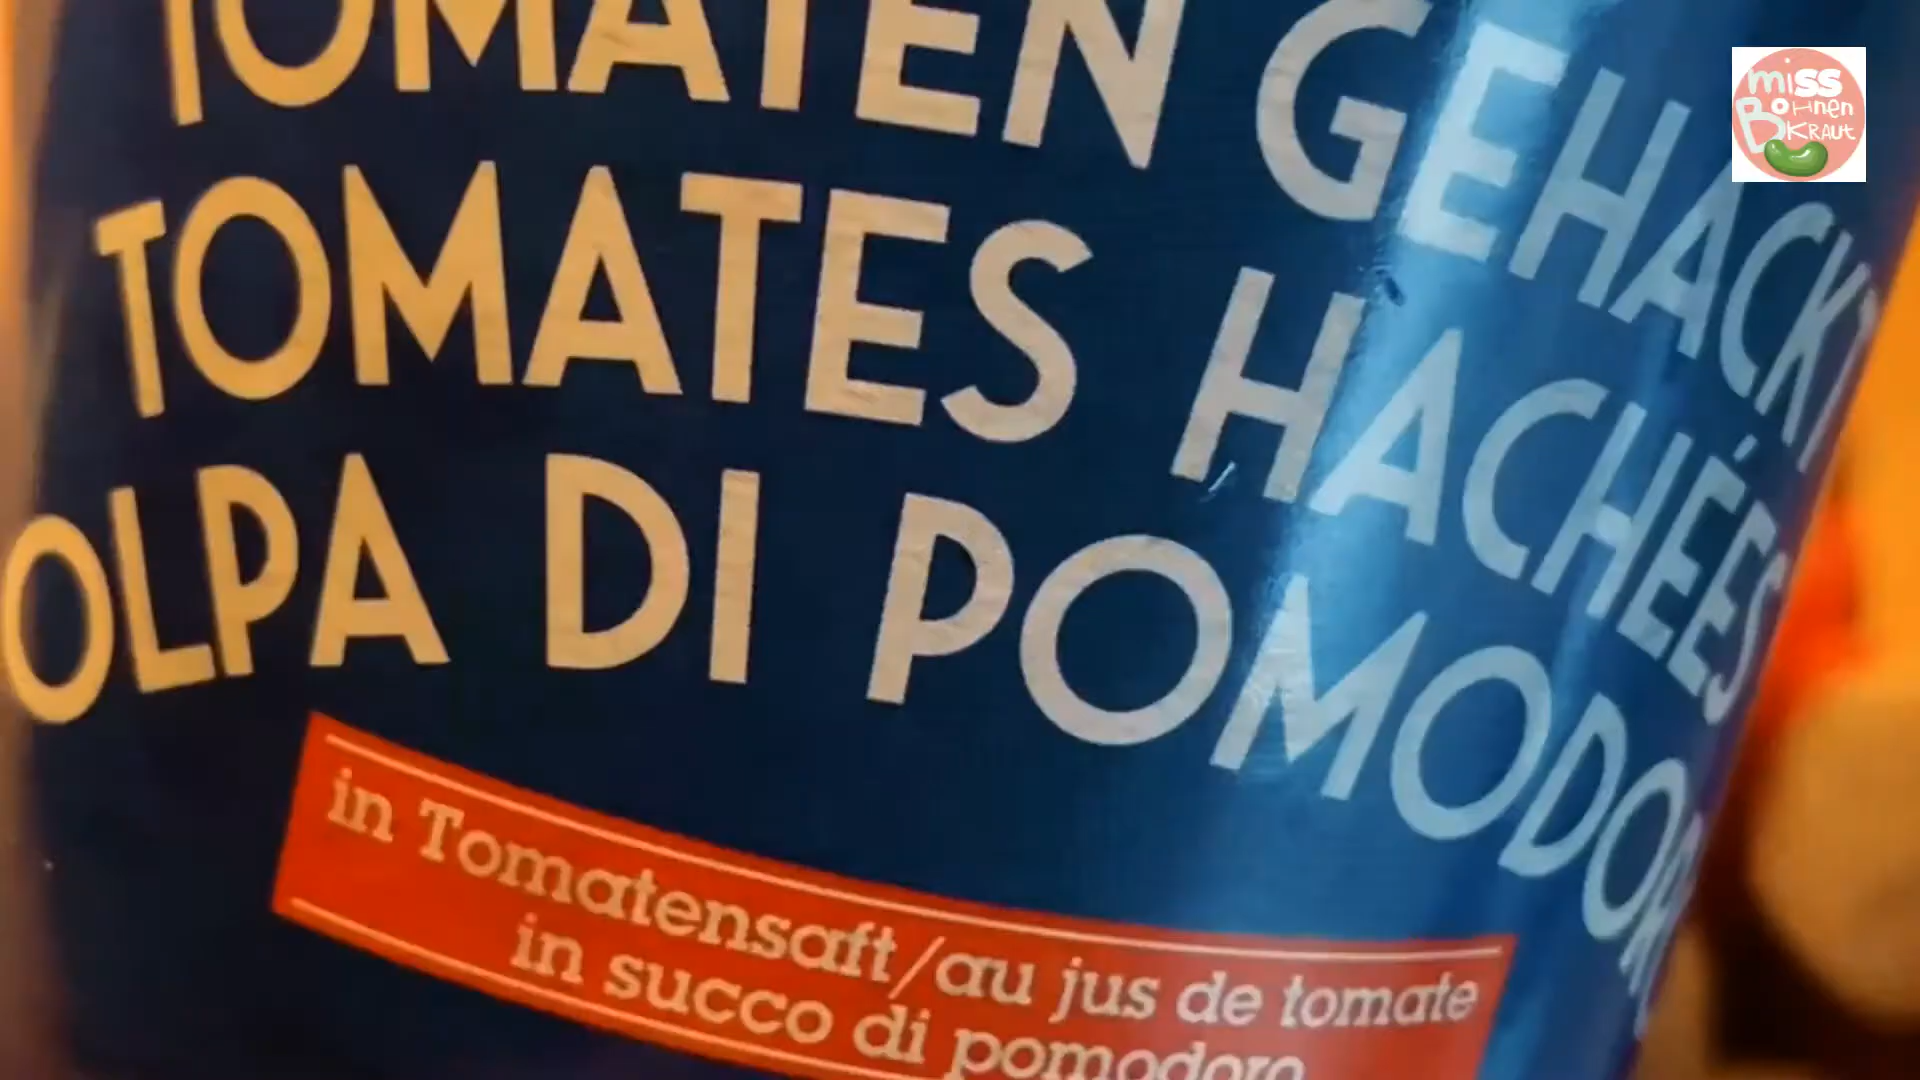 TOMATEN GEHACKT
TOMATES HACHÉES
OLPA DI POMODORO
in Tomatensaft/au jus de tomate
in succo di pomodoro
miss
BOHnen
KRAUt